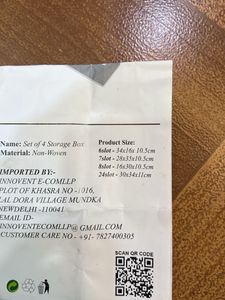 Name: Set of 4 Storage Box
Material: Non-Woven
Product Size:
6slot - 34x16x 10.5cm
7slot - 28x35x10.5cm
8slot - 16x30x10.5cm
24slot - 30x34x11cm
IMPORTED BY:-
INNOVENT E-COMLLP
PLOT OF KHASRA NO - 1016,
LAL DORA VILLAGE MUNDKA
NEWDELHI -110041
EMAIL ID-
INNOVENTECOMLLP@ GMAIL.COM
CUSTOMER CARE NO - +91- 7827400305
SCAN QR CODE